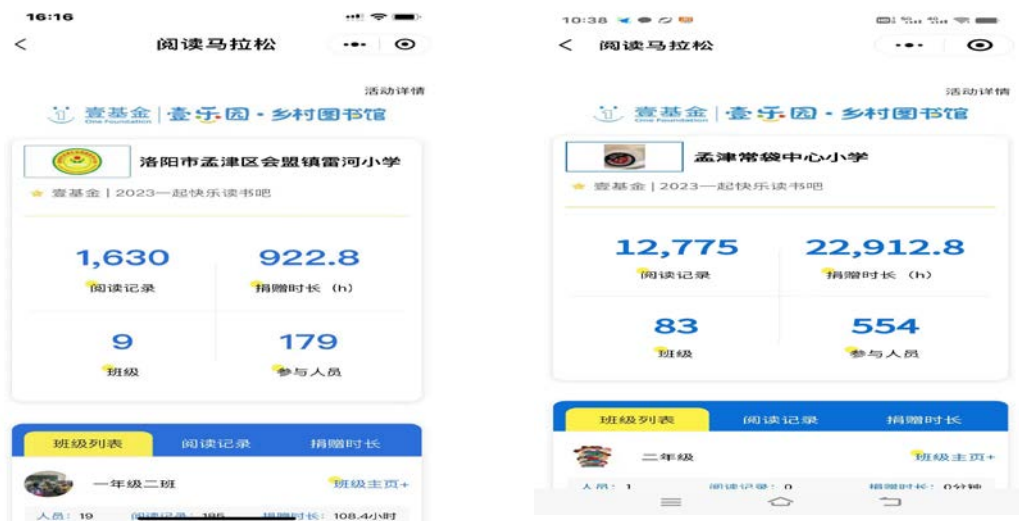 16:16
阅读马拉松
活动详情
壹基金
One Foundation
壹乐园·乡村图书馆
洛阳市孟津区会盟镇雷河小学
壹基金|2023一起快乐读书吧
1,630
922.8
阅读记录
捐赠时长（h）
9
179
班级
参与人员
班级列表
阅读记录
捐赠时长
一年级二班
班级主页+
人员：19
阅读记录：185
捐赠时长：108.4小时
10:38
阅读马拉松
活动详情
壹基金
One Foundation
壹乐园·乡村图书馆
孟津常袋中心小学
壹基金|2023一起快乐读书吧
12,775
22,912.8
阅读记录
捐赠时长（h）
83
554
班级
参与人员
班级列表
阅读记录
捐赠时长
二年级
班级主页+
人员：1
阅读记录：0
捐赠时长：0分钟